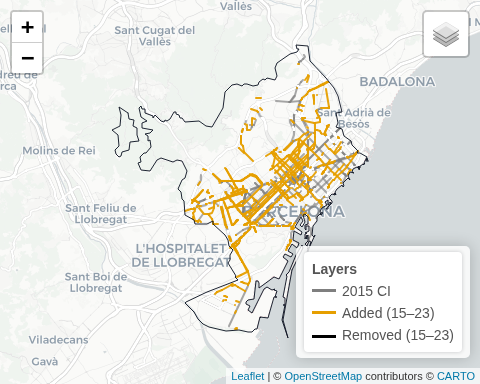 +
−
Vallès
Sant Cugat del
Vallès
BADALONA
Sant Adrià de
Besòs
Molins de Rei
Sant Feliu de
Llobregat
BARCELONA
L'HOSPITALET
DE LLOBREGAT
Sant Boi de
Llobregat
Viladecans
Gavà
Layers
2015 CI
Added (15–23)
Removed (15–23)
Leaflet | © OpenStreetMap contributors © CARTO